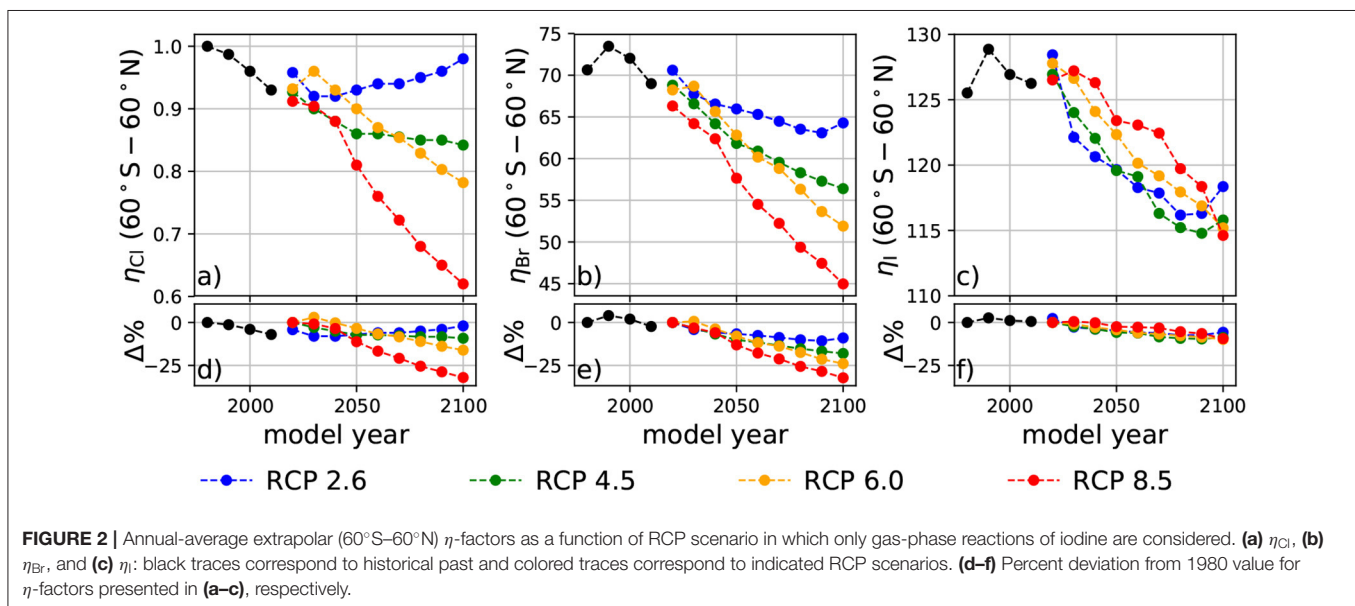 1.0
0.9
0.8
0.7
0.6
η_Cl (60°S − 60°N)
a)
75
70
65
60
55
50
45
η_Br (60°S − 60°N)
b)
130
125
120
115
110
η_I (60°S − 60°N)
c)
0
−25
Δ%
d)
2000 2050 2100
model year
0
−25
Δ%
e)
2000 2050 2100
model year
0
−25
Δ%
f)
2000 2050 2100
model year
RCP 2.6 RCP 4.5 RCP 6.0 RCP 8.5
FIGURE 2 | Annual-average extrapolar (60°S–60°N) η-factors as a function of RCP scenario in which only gas-phase reactions of iodine are considered. (a) η_Cl, (b)
η_Br, and (c) η_I: black traces correspond to historical past and colored traces correspond to indicated RCP scenarios. (d–f) Percent deviation from 1980 value for
η-factors presented in (a–c), respectively.